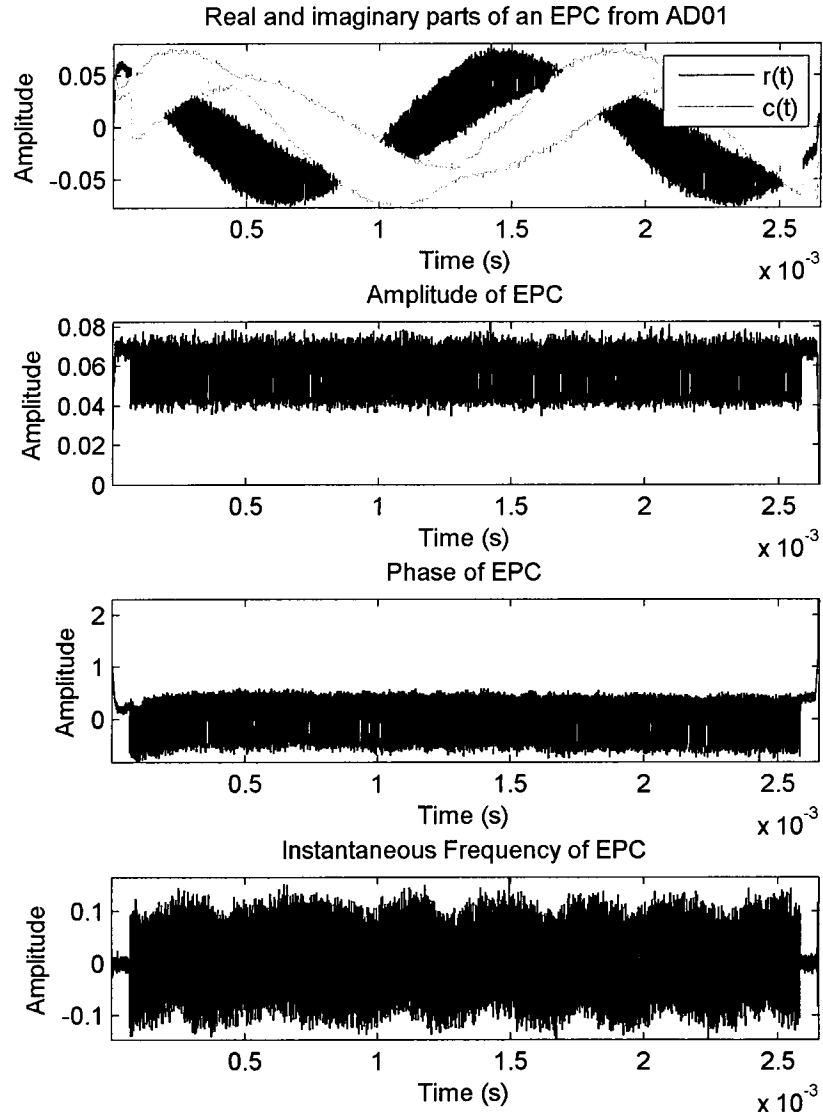 Real and imaginary parts of an EPC from AD01
Amplitude
0.05
0
-0.05
r(t)
c(t)
0.5 1 1.5 2 2.5
Time (s)
x 10-3
Amplitude of EPC
Amplitude
0.08
0.06
0.04
0.02
0
0.5 1 1.5 2 2.5
Time (s)
x 10-3
Phase of EPC
Amplitude
2
1
0
0.5 1 1.5 2 2.5
Time (s)
x 10-3
Instantaneous Frequency of EPC
Amplitude
0.1
0
-0.1
0.5 1 1.5 2 2.5
Time (s)
x 10-3